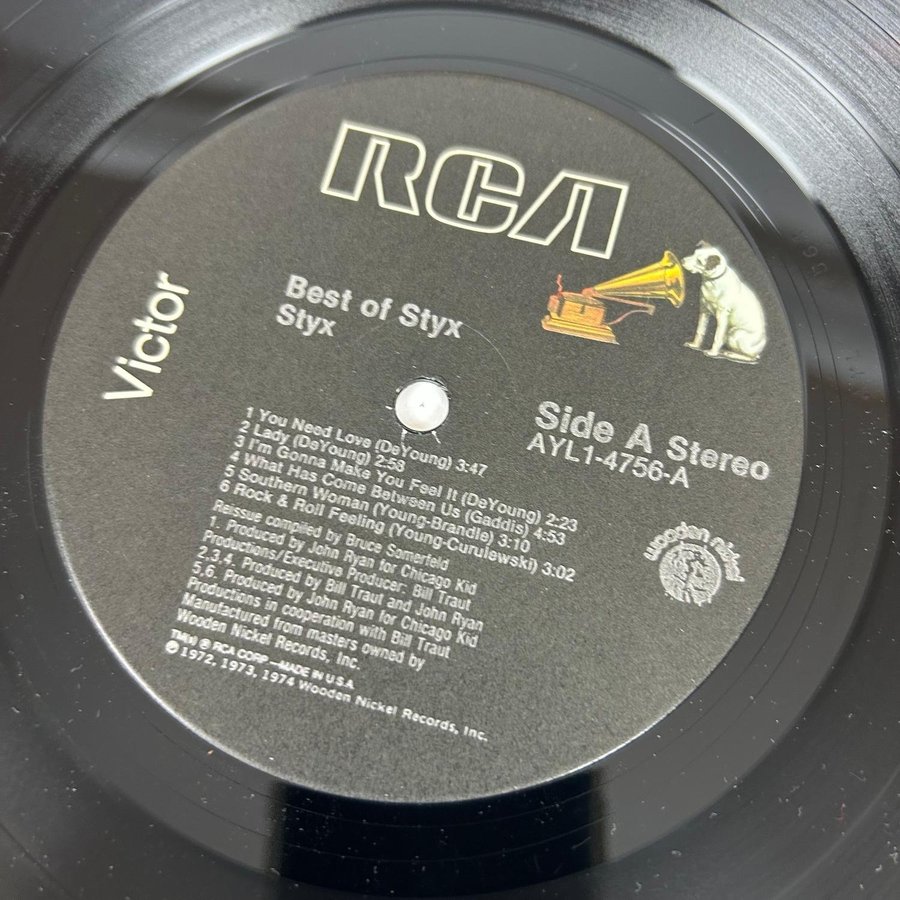 RCA
Victor
Best of Styx
Styx
Side A Stereo
AYL1-4756-A
1 You Need Love (DeYoung) 3:47
2 Lady (DeYoung) 2:58
3 I'm Gonna Make You Feel It (DeYoung) 2:23
4 What Has Come Between Us (Gaddis) 4:53
5 Southern Woman (Young-Brandle) 3:10
6 Rock & Roll Feeling (Young-Curulewski) 3:02
Reissue compiled by Bruce Somerfeld
1. Produced by John Ryan for Chicago Kid
Productions/Executive Producer: Bill Traut
2,3,4. Produced by Bill Traut and John Ryan
5,6. Produced by John Ryan for Chicago Kid
Productions in cooperation with Bill Traut
Manufactured from masters owned by
Wooden Nickel Records, Inc.
TM(s) ® RCA CORP—MADE IN U.S.A
℗ 1972, 1973, 1974 Wooden Nickel Records, Inc.
wooden nickel